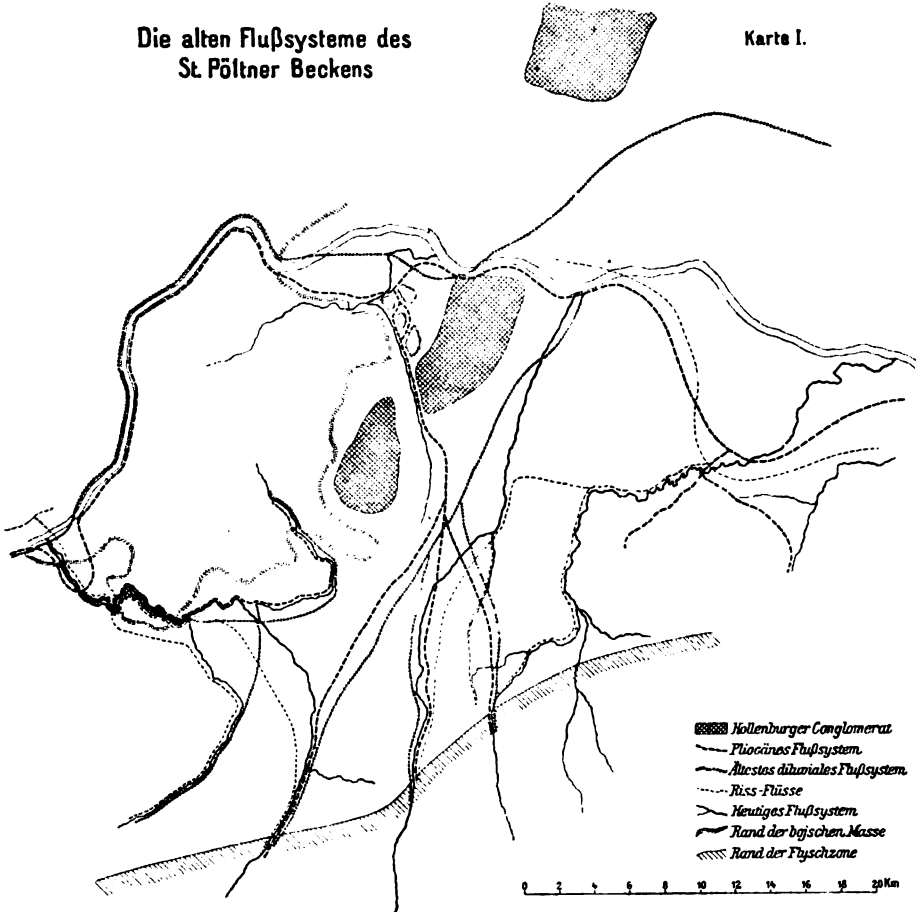 Die alten Flußsysteme des
St. Pöltner Beckens
Karte I.
Hollenburger Conglomerat
Pliocänes Flußsystem
Ältestes diluviales Flußsystem
Riss-Flüsse
Heutiges Flußsystem
Rand der bojschen Masse
Rand der Flyschzone
0 2 4 6 8 10 12 14 16 18 20 Km